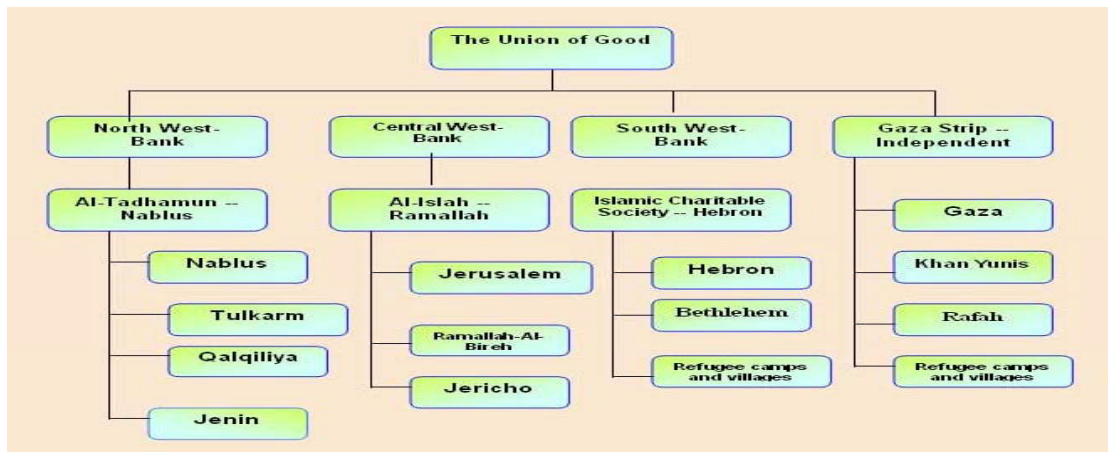 The Union of Good
North West-
Bank
Central West-
Bank
South West-
Bank
Gaza Strip --
Independent
Al-Tadhamun --
Nablus
Al-Islah --
Ramallah
Islamic Charitable
Society -- Hebron
Nablus
Tulkarm
Qalqiliya
Jenin
Jerusalem
Ramallah-Al-
Bireh
Jericho
Hebron
Bethlehem
Refugee camps
and villages
Gaza
Khan Yunis
Rafah
Refugee camps
and villages